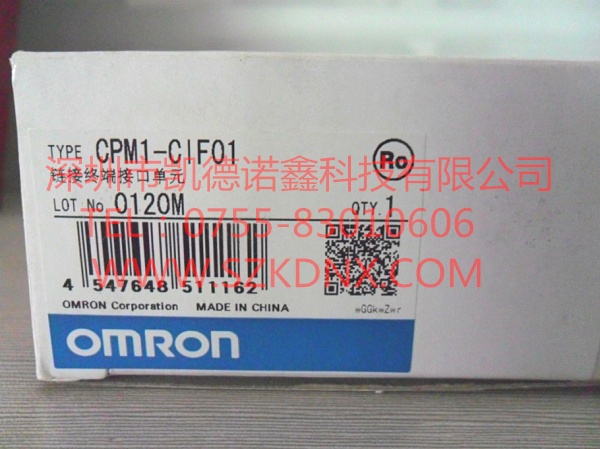 TYPE CPM1-CIF01
Ro
深圳市凯德诺鑫科技有限公司
链接终端接口单元
LOT No. 0120M QTY 1
TEL：0755-83010606
WWW.SZKDNX.COM
4 547648 511162
OMRON Corporation MADE IN CHINA
wGGkwZwr
OMRON